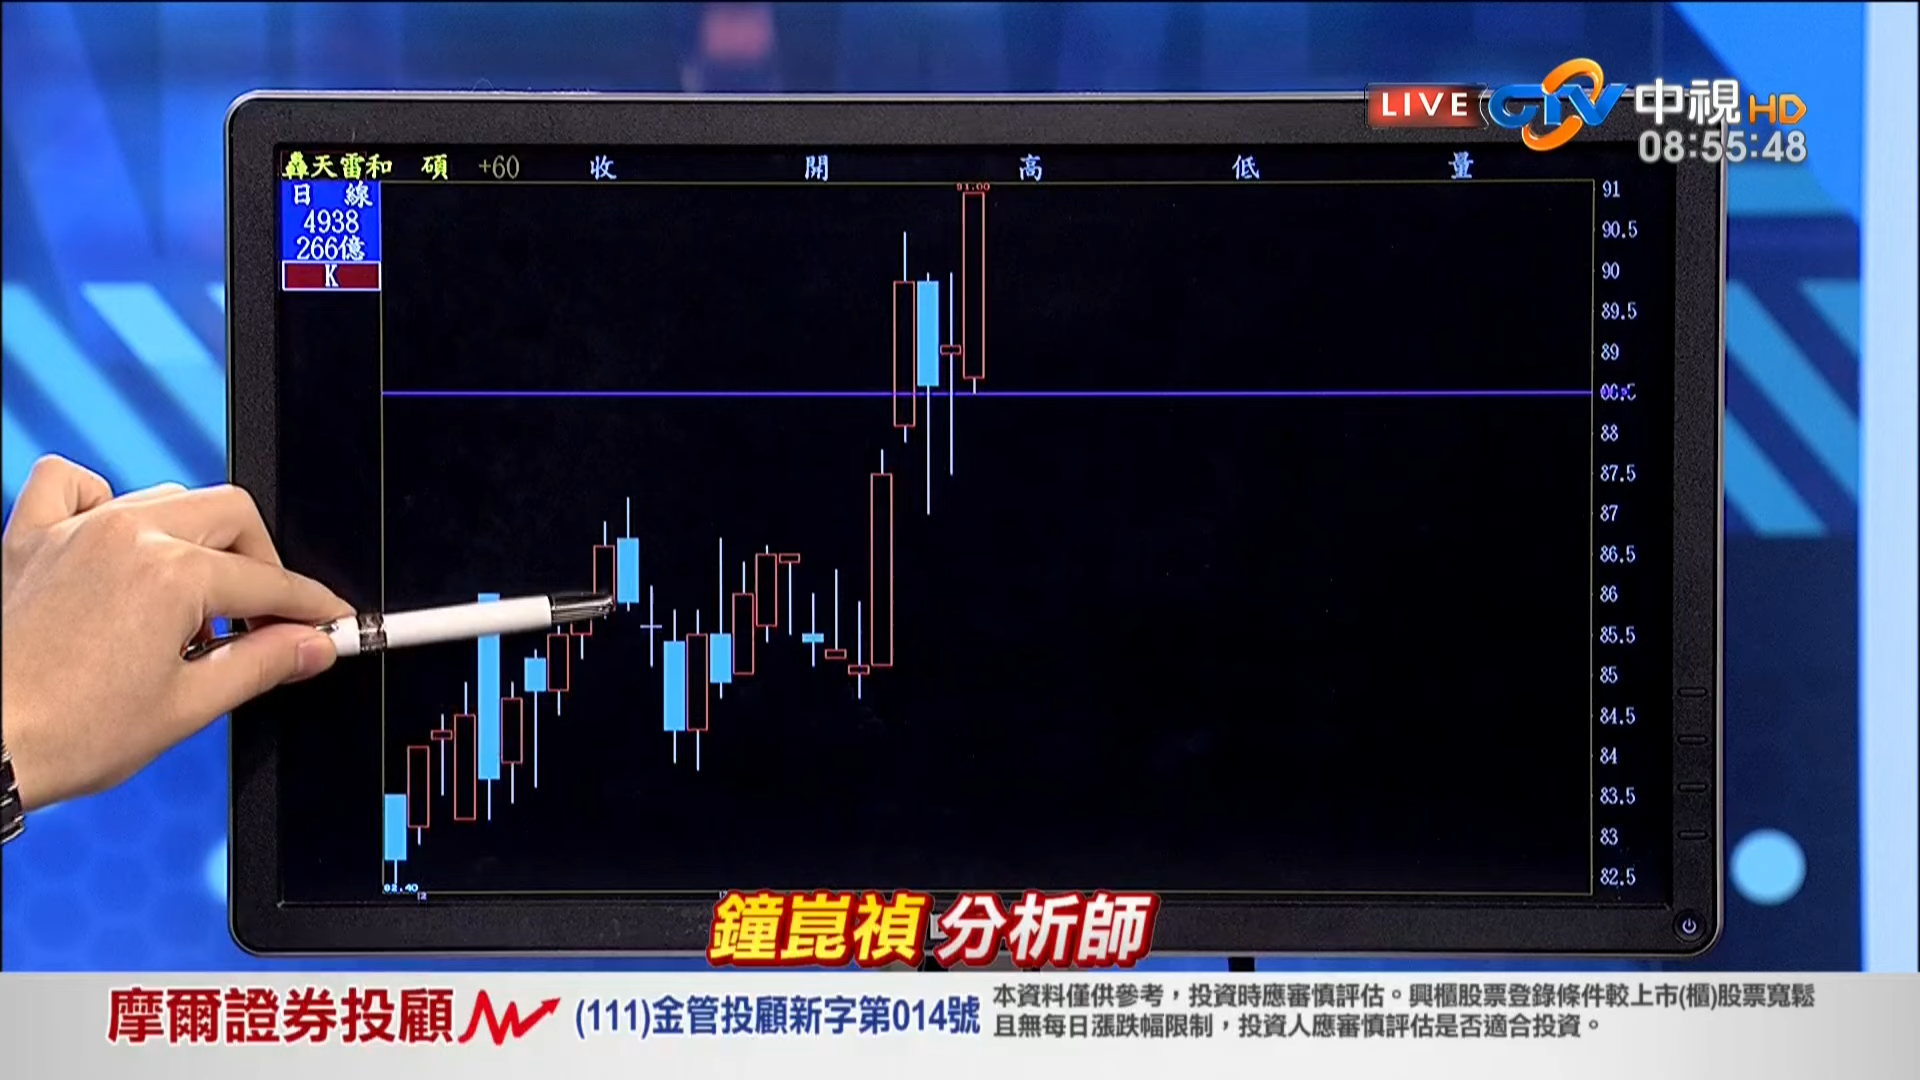 LIVE CTV 中視 HD
08:55:48
轟天雷和 碩 +60 收 開 高 低 量
日 線
4938
266億
K
91.00
91
90.5
90
89.5
89
88
87.5
87
86.5
86
85.5
85
84.5
84
83.5
83
82.5
82.40
12
鐘崑禎 分析師
摩爾證券投顧 (111)金管投顧新字第014號
本資料僅供參考，投資時應審慎評估。興櫃股票登錄條件較上市(櫃)股票寬鬆
且無每日漲跌幅限制，投資人應審慎評估是否適合投資。